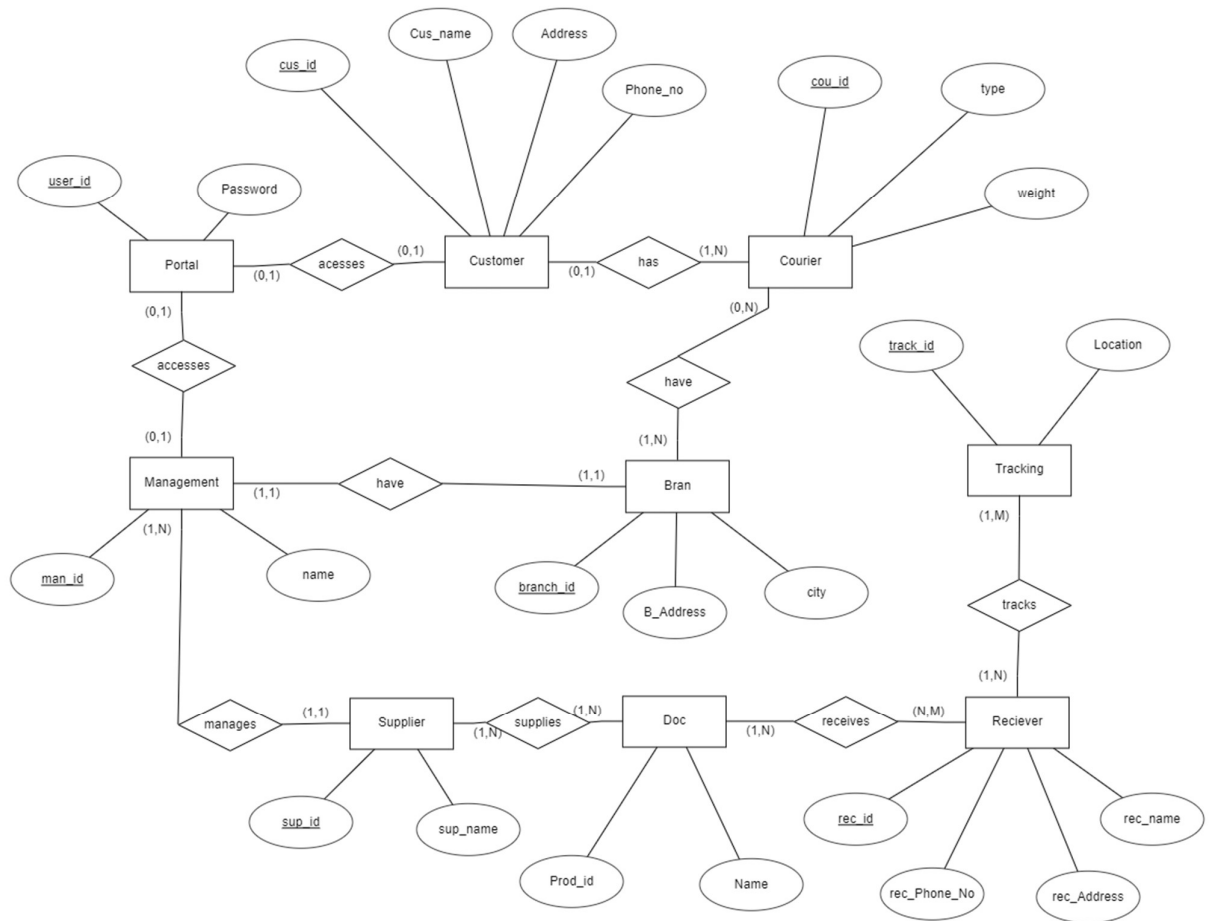 Cus_name
Address
cus_id
Phone_no
cou_id
type
user_id
Password
weight
Portal
(0,1)
acesses
(0,1)
Customer
(0,1)
has
(1,N)
Courier
(0,1)
(0,N)
accesses
have
track_id
Location
(0,1)
(1,N)
Management
(1,1)
have
(1,1)
Bran
Tracking
(1,N)
(1,M)
man_id
name
branch_id
B_Address
city
tracks
(1,N)
manages
(1,1)
Supplier
(1,N)
supplies
(1,N)
Doc
(1,N)
receives
(N,M)
Reciever
sup_id
sup_name
rec_id
rec_name
Prod_id
Name
rec_Phone_No
rec_Address